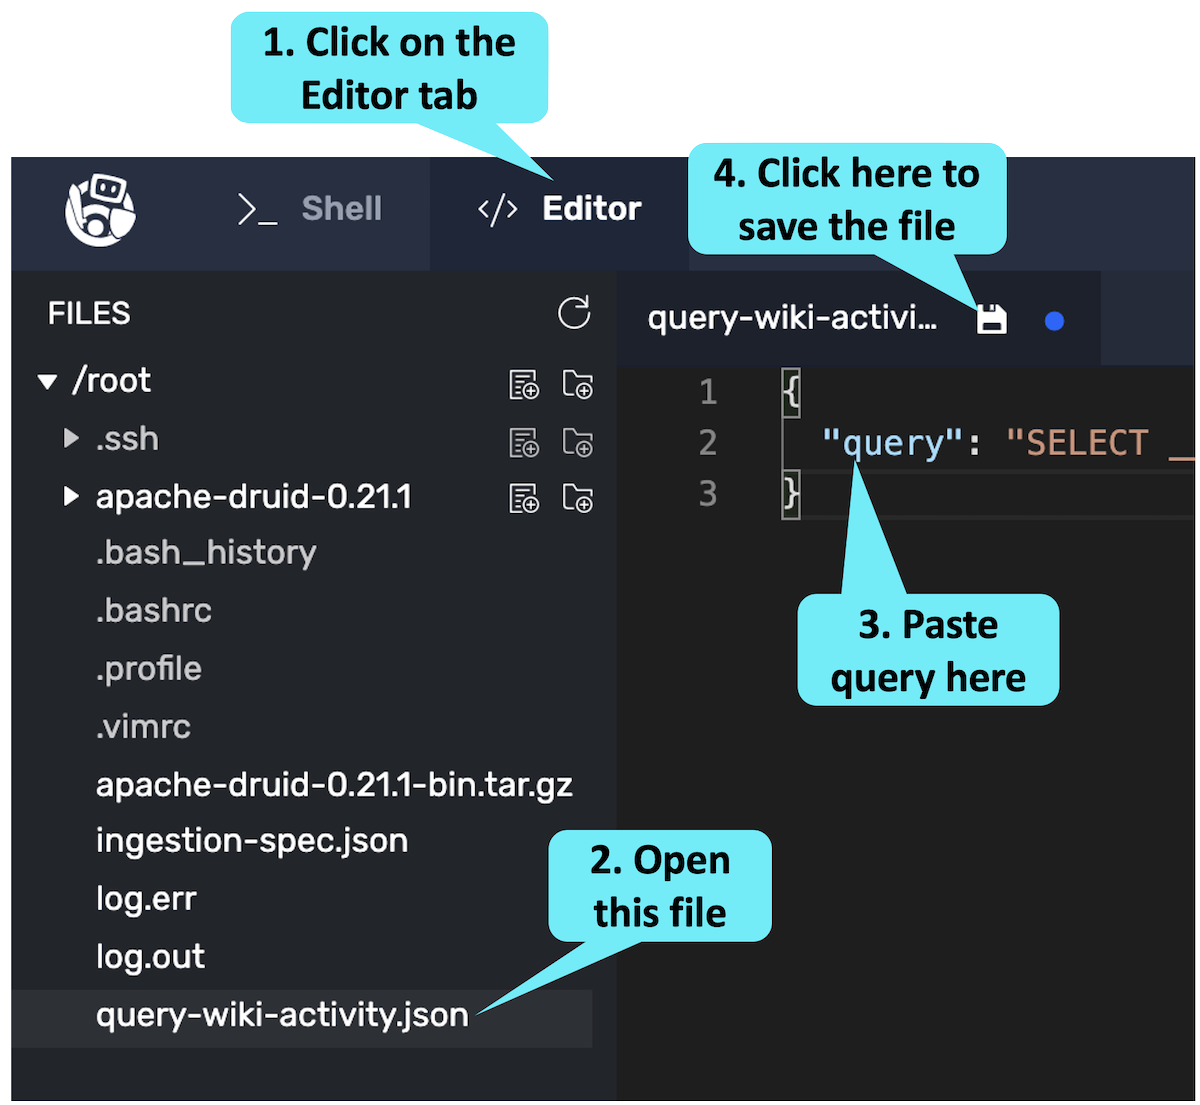 1. Click on the
Editor tab
4. Click here to
save the file
>_ Shell
</> Editor
FILES
query-wiki-activi...
/root
.ssh
apache-druid-0.21.1
.bash_history
.bashrc
.profile
.vimrc
apache-druid-0.21.1-bin.tar.gz
ingestion-spec.json
log.err
log.out
query-wiki-activity.json
1 {
2 "query": "SELECT __
3 }
3. Paste
query here
2. Open
this file